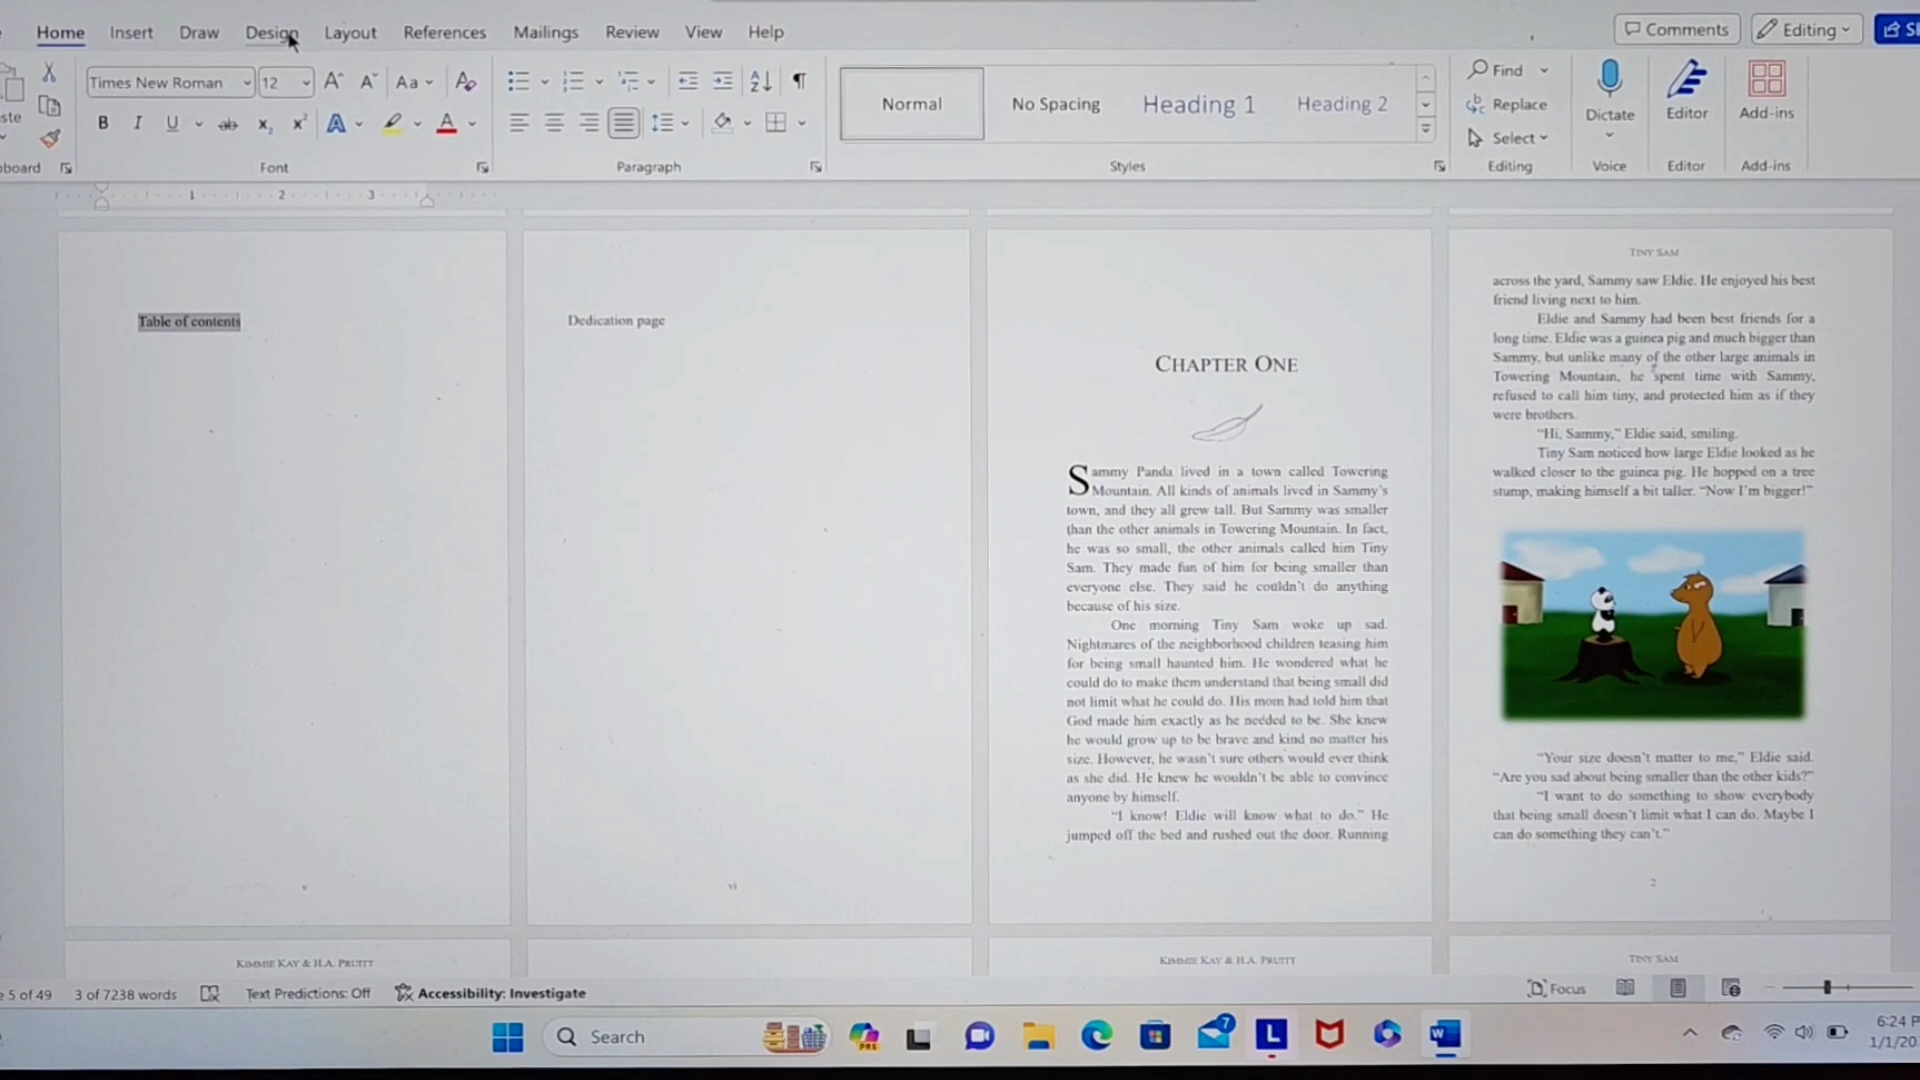 Home Insert Draw Design Layout References Mailings Review View Help Comments Editing
Times New Roman 12 Aa
Normal No Spacing Heading 1 Heading 2
Find
Replace
Select
Dictate Editor Add-ins
Font Paragraph Styles Editing Voice Editor Add-ins
1 2 3
Table of contents
v
Dedication page
vi
CHAPTER ONE
Sammy Panda lived in a town called Towering
Mountain. All kinds of animals lived in Sammy's
town, and they all grew tall. But Sammy was smaller
than the other animals in Towering Mountain. In fact,
he was so small, the other animals called him Tiny
Sam. They made fun of him for being smaller than
everyone else. They said he couldn't do anything
because of his size.
One morning Tiny Sam woke up sad.
Nightmares of the neighborhood children teasing him
for being small haunted him. He wondered what he
could do to make them understand that being small did
not limit what he could do. His mom had told him that
God made him exactly as he needed to be. She knew
he would grow up to be brave and kind no matter his
size. However, he wasn't sure others would ever think
as she did. He knew he wouldn't be able to convince
anyone by himself.
"I know! Eldie will know what to do." He
jumped off the bed and rushed out the door. Running
TINY SAM
across the yard, Sammy saw Eldie. He enjoyed his best
friend living next to him.
Eldie and Sammy had been best friends for a
long time. Eldie was a guinea pig and much bigger than
Sammy, but unlike many of the other large animals in
Towering Mountain, he spent time with Sammy,
refused to call him tiny, and protected him as if they
were brothers.
"Hi, Sammy," Eldie said, smiling.
Tiny Sam noticed how large Eldie looked as he
walked closer to the guinea pig. He hopped on a tree
stump, making himself a bit taller. "Now I'm bigger!"
"Your size doesn't matter to me," Eldie said.
"Are you sad about being smaller than the other kids?"
"I want to do something to show everybody
that being small doesn't limit what I can do. Maybe I
can do something they can't."
2
KIMMIE KAY & H.A. PRUITT
KIMMIE KAY & H.A. PRUITT
TINY SAM
5 of 49 3 of 7238 words Text Predictions: Off Accessibility: Investigate Focus
Search
PRE
7
L
W
6:24
1/1/20